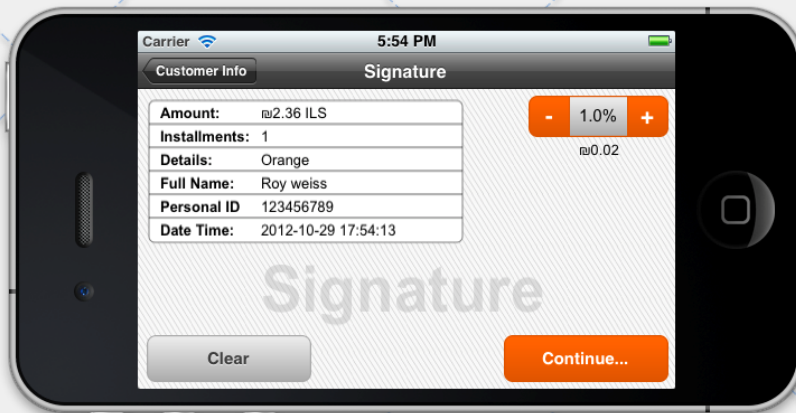 Carrier 5:54 PM
Customer Info Signature
Amount: ₪2.36 ILS
Installments: 1
Details: Orange
Full Name: Roy weiss
Personal ID 123456789
Date Time: 2012-10-29 17:54:13
- 1.0% +
₪0.02
Signature
Clear Continue...